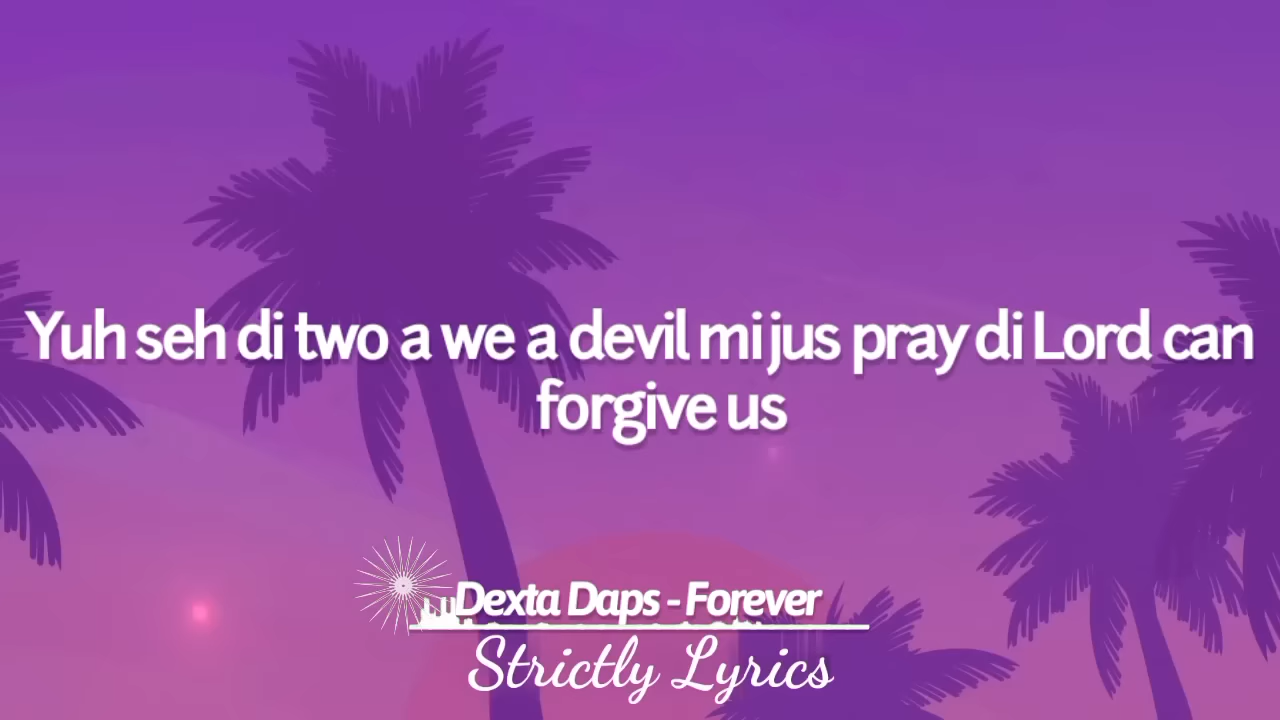 Yuh seh di two a we a devil mi jus pray di Lord can
forgive us
Dexta Daps - Forever
Strictly Lyrics